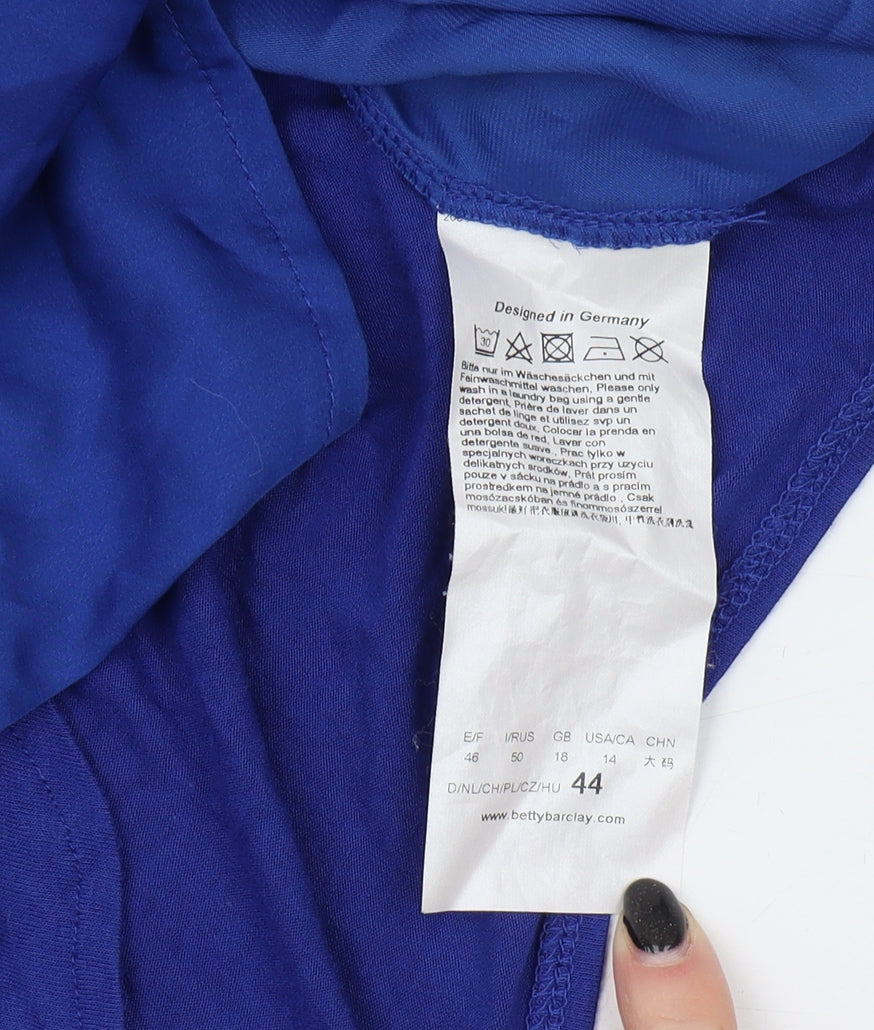 Designed in Germany
30
Bitte nur im Wäschesäckchen und mit
Feinwaschmittel waschen, Please only
wash in a laundry bag using a gentle
detergent, Prière de laver dans un
sachet de linge et utilisez svp un
detergent doux, Colocar la prenda en
una bolsa de red, Lavar con
detergente suave , Prac tylko w
specjalnych woreczkach przy uzyciu
delikatnych srodków, Prát prosím
pouze v sácku na prádlo a s pracim
prostredkem na jemné prádlo , Csak
mosózacskóban és finommosószerrel
mossuk!
E/F I/RUS GB USA/CA CHN
46 50 18 14 大 码
D/NL/CH/PL/CZ/HU 44
www.bettybarclay.com